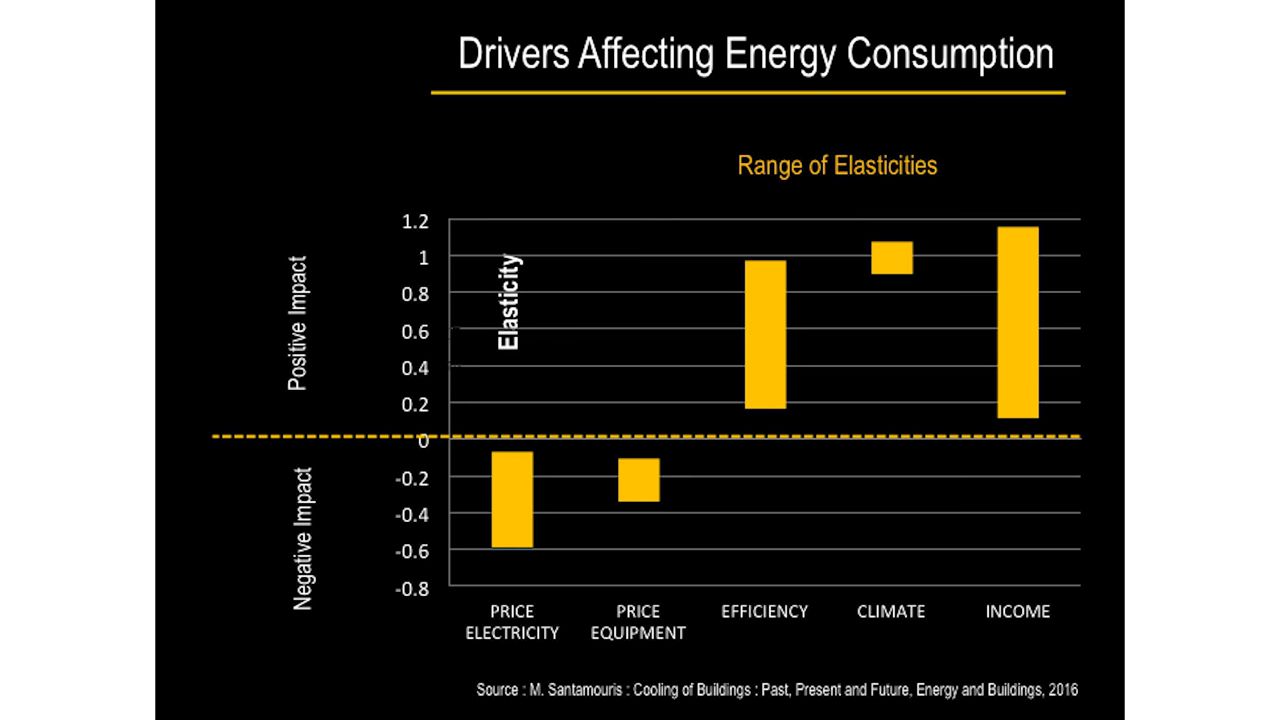 Drivers Affecting Energy Consumption
Range of Elasticities
Positive Impact
Negative Impact
Elasticity
1.2
1
0.8
0.6
0.4
0.2
0
-0.2
-0.4
-0.6
-0.8
PRICE
ELECTRICITY
PRICE
EQUIPMENT
EFFICIENCY
CLIMATE
INCOME
Source : M. Santamouris : Cooling of Buildings : Past, Present and Future, Energy and Buildings, 2016